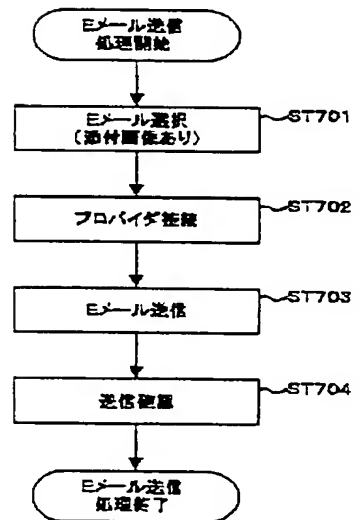 Eメール送信
処理開始
Eメール選択
(添付画像あり)
ST701
プロバイダ接続
ST702
Eメール送信
ST703
送信確認
ST704
Eメール送信
処理終了